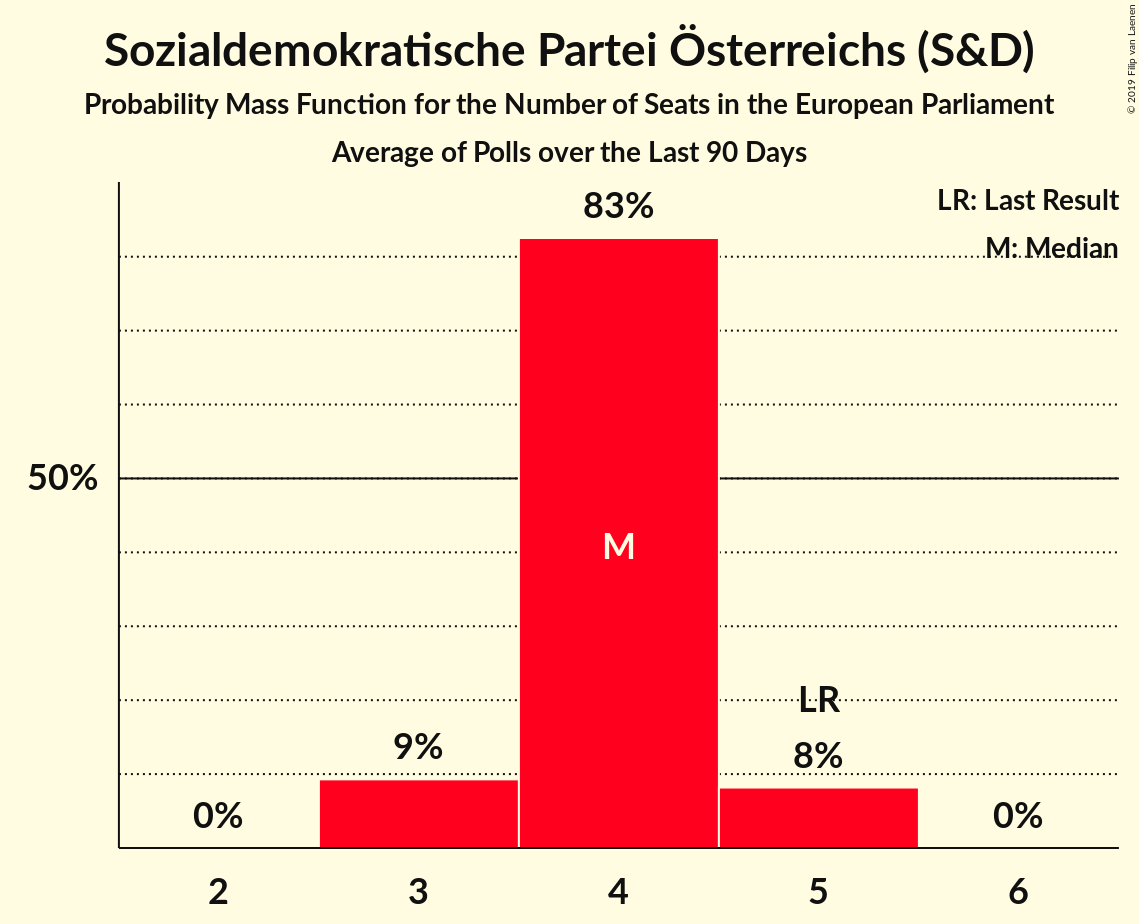 Sozialdemokratische Partei Österreichs (S&D)
Probability Mass Function for the Number of Seats in the European Parliament
Average of Polls over the Last 90 Days
© 2019 Filip van Laenen
LR: Last Result
M: Median
83%
50%
M
LR
9%
8%
0%
0%
2 3 4 5 6